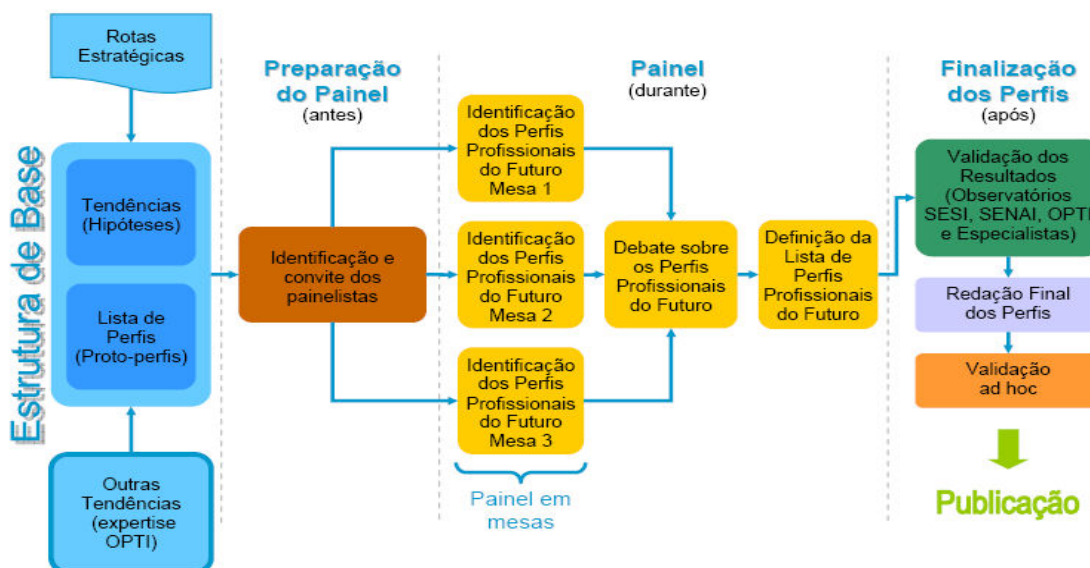 Rotas
Estratégicas
Estrutura de Base
Tendências
(Hipóteses)
Lista de
Perfis
(Proto-perfis)
Outras
Tendências
(expertise
OPTI)
Preparação
do Painel
(antes)
Identificação e
convite dos
painelistas
Painel
(durante)
Identificação
dos Perfis
Profissionais
do Futuro
Mesa 1
Identificação
dos Perfis
Profissionais
do Futuro
Mesa 2
Identificação
dos Perfis
Profissionais
do Futuro
Mesa 3
Painel em
mesas
Debate sobre
os Perfis
Profissionais
do Futuro
Definição da
Lista de
Perfis
Profissionais
do Futuro
Finalização
dos Perfis
(após)
Validação dos
Resultados
(Observatórios
SESI, SENAI, OPTI
e Especialistas)
Redação Final
dos Perfis
Validação
ad hoc
Publicação